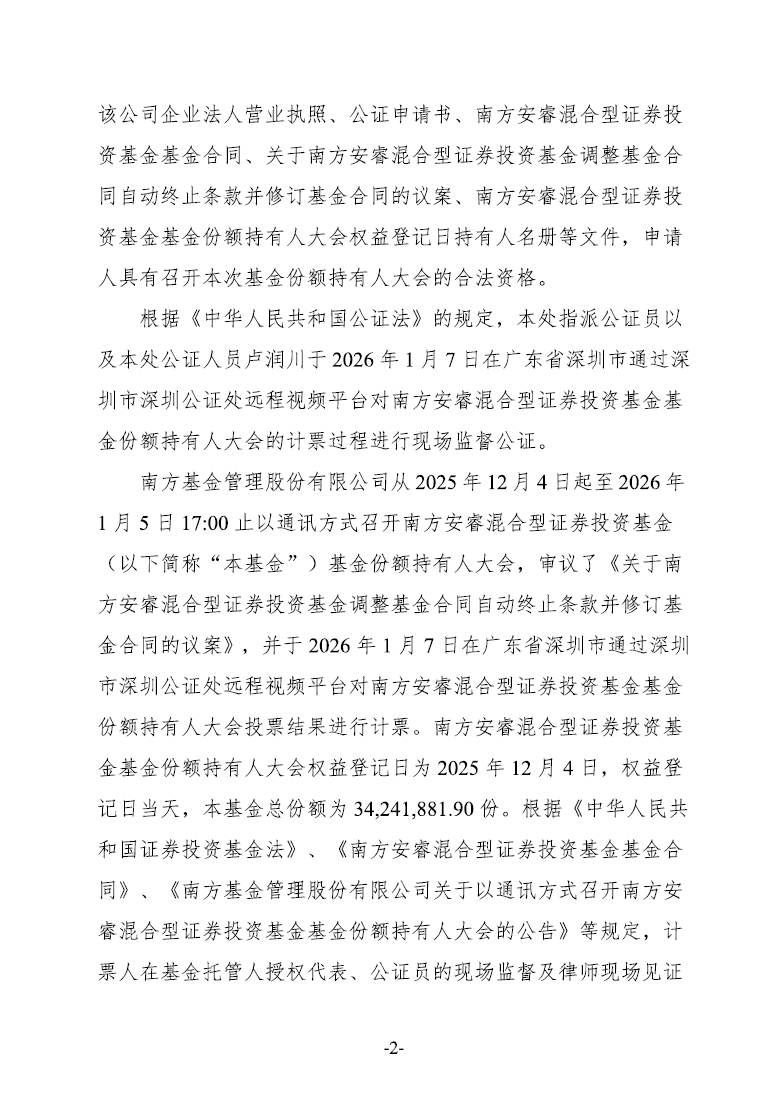 该公司企业法人营业执照、公证申请书、南方安睿混合型证券投
资基金基金合同、关于南方安睿混合型证券投资基金调整基金合
同自动终止条款并修订基金合同的议案、南方安睿混合型证券投
资基金基金份额持有人大会权益登记日持有人名册等文件，申请
人具有召开本次基金份额持有人大会的合法资格。
根据《中华人民共和国公证法》的规定，本处指派公证员以
及本处公证人员卢润川于 2026 年 1 月 7 日在广东省深圳市通过深
圳市深圳公证处远程视频平台对南方安睿混合型证券投资基金基
金份额持有人大会的计票过程进行现场监督公证。
南方基金管理股份有限公司从 2025 年 12 月 4 日起至 2026 年
1 月 5 日 17:00 止以通讯方式召开南方安睿混合型证券投资基金
（以下简称“本基金”）基金份额持有人大会，审议了《关于南
方安睿混合型证券投资基金调整基金合同自动终止条款并修订基
金合同的议案》，并于 2026 年 1 月 7 日在广东省深圳市通过深圳
市深圳公证处远程视频平台对南方安睿混合型证券投资基金基金
份额持有人大会投票结果进行计票。南方安睿混合型证券投资基
金基金份额持有人大会权益登记日为 2025 年 12 月 4 日，权益登
记日当天，本基金总份额为 34,241,881.90 份。根据《中华人民共
和国证券投资基金法》、《南方安睿混合型证券投资基金基金合
同》、《南方基金管理股份有限公司关于以通讯方式召开南方安
睿混合型证券投资基金基金份额持有人大会的公告》等规定，计
票人在基金托管人授权代表、公证员的现场监督及律师现场见证
-2-